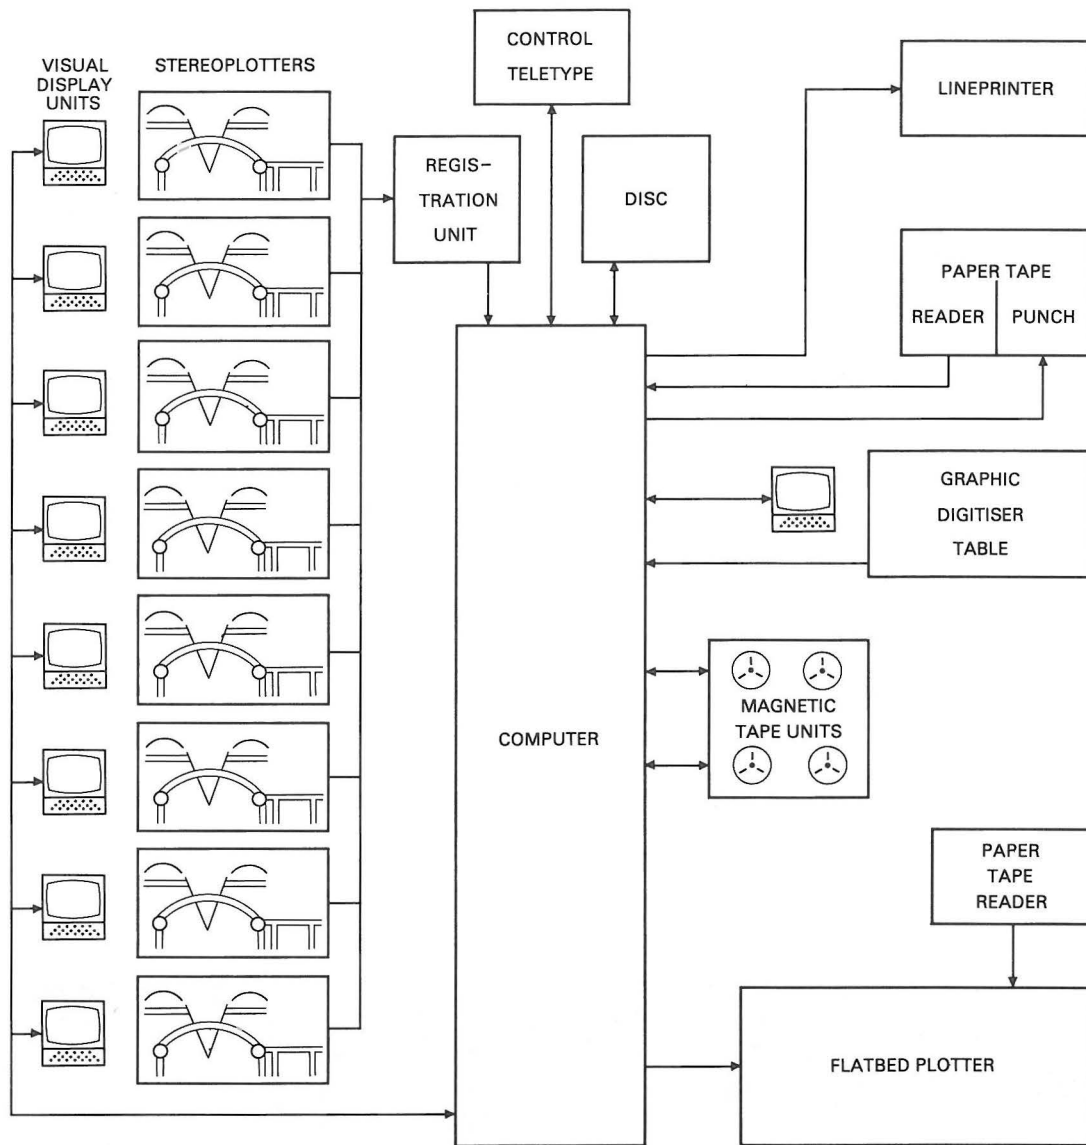 VISUAL
DISPLAY
UNITS
STEREOPLOTTERS
CONTROL
TELETYPE
LINEPRINTER
REGIS-
TRATION
UNIT
DISC
PAPER TAPE
READER
PUNCH
GRAPHIC
DIGITISER
TABLE
MAGNETIC
TAPE UNITS
COMPUTER
PAPER
TAPE
READER
FLATBED PLOTTER